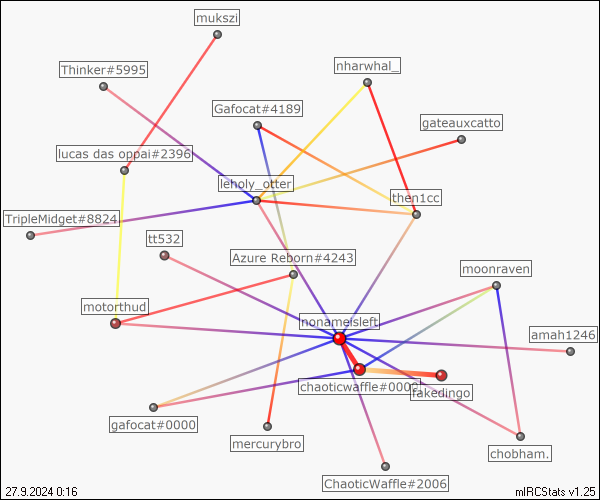 mukszi
Thinker#5995
nharwhal_
Gafocat#4189
gateauxcatto
lucas das oppai#2396
leholy_otter
then1cc
TripleMidget#8824
tt532
Azure Reborn#4243
moonraven
motorthud
nonameisleft
amah1246
chaoticwaffle#0000
fakedingo
gafocat#0000
mercurybro
chobham.
ChaoticWaffle#2006
27.9.2024 0:16
mIRCStats v1.25